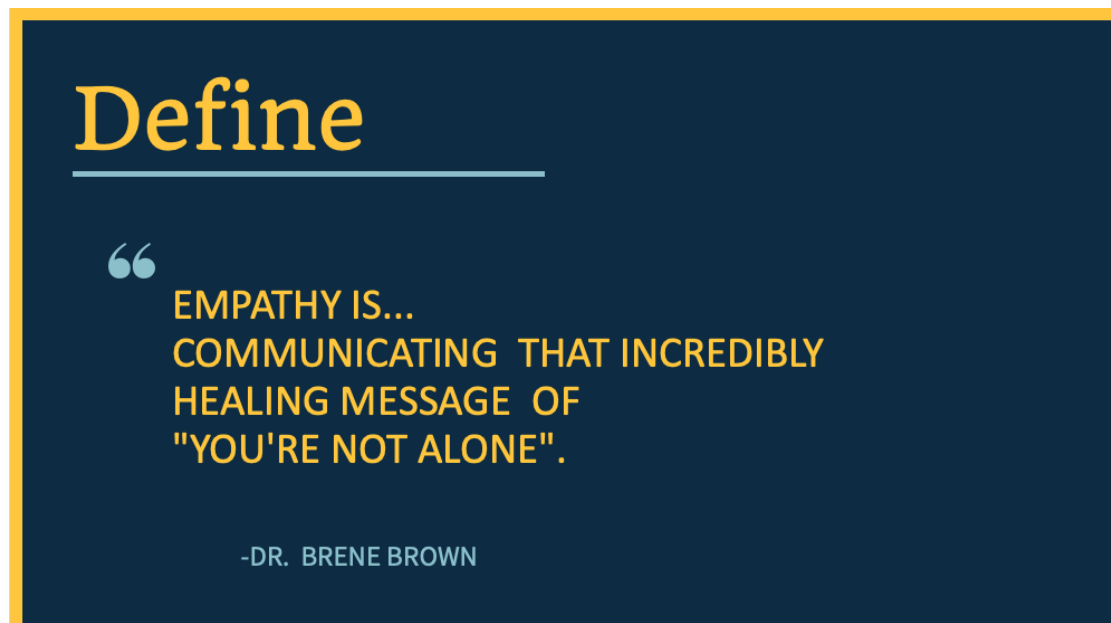 Define
“
EMPATHY IS...
COMMUNICATING  THAT INCREDIBLY
HEALING MESSAGE  OF
"YOU'RE NOT ALONE".
-DR.  BRENE BROWN